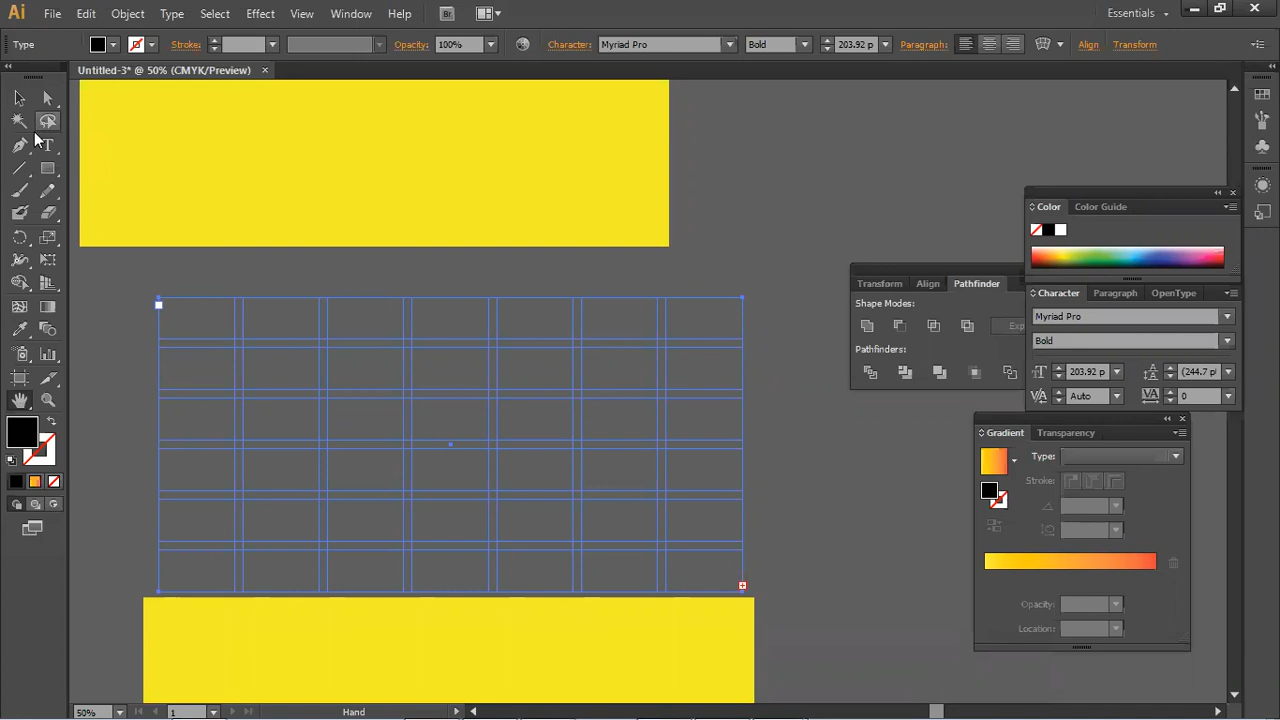 Ai File Edit Object Type Select Effect View Window Help Br Essentials
Type Stroke: Opacity: 100% Character: Myriad Pro Bold 203.92 p Paragraph: Align Transform
Untitled-3* @ 50% (CMYK/Preview)
Color Color Guide
Transform Align Pathfinder
Shape Modes:
Exp
Pathfinders:
Character Paragraph OpenType
Myriad Pro
Bold
203.92 p (244.7 p
Auto 0
Gradient Transparency
Type:
Stroke:
Opacity:
Location:
50% 1 Hand